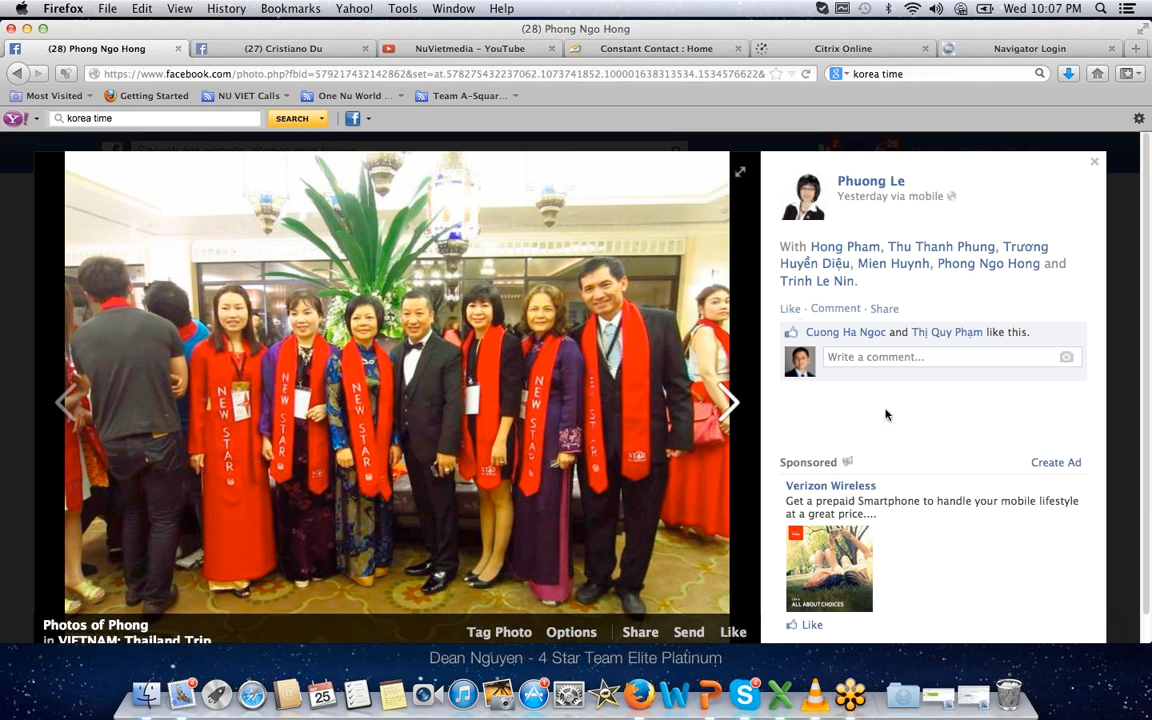 Firefox File Edit View History Bookmarks Yahoo! Tools Window Help Wed 10:07 PM
(28) Phong Ngo Hong
(28) Phong Ngo Hong (27) Cristiano Du NuVietmedia - YouTube Constant Contact : Home Citrix Online Navigator Login
https://www.facebook.com/photo.php?fbid=579217432142862&set=at.578275432237062.1073741852.100001638313534.1534576622& korea time
Most Visited Getting Started NU VIET Calls One Nu World ... Team A-Squar...
Y! korea time SEARCH
Phuong Le
Yesterday via mobile
With Hong Pham, Thu Thanh Phung, Trương
Huyền Diệu, Mien Huynh, Phong Ngo Hong and
Trinh Le Nin.
Like · Comment · Share
Cuong Ha Ngoc and Thị Quy Phạm like this.
Write a comment...
Sponsored Create Ad
Verizon Wireless
Get a prepaid Smartphone to handle your mobile lifestyle
at a great price....
ALL ABOUT CHOICES
Like
NEW STAR
NEW STAR
NEW STAR
NEW STAR
STAR
STAR
Photos of Phong
in VIETNAM: Thailand Trip
Tag Photo Options Share Send Like
Dean Nguyen - 4 Star Team Elite Platinum
25